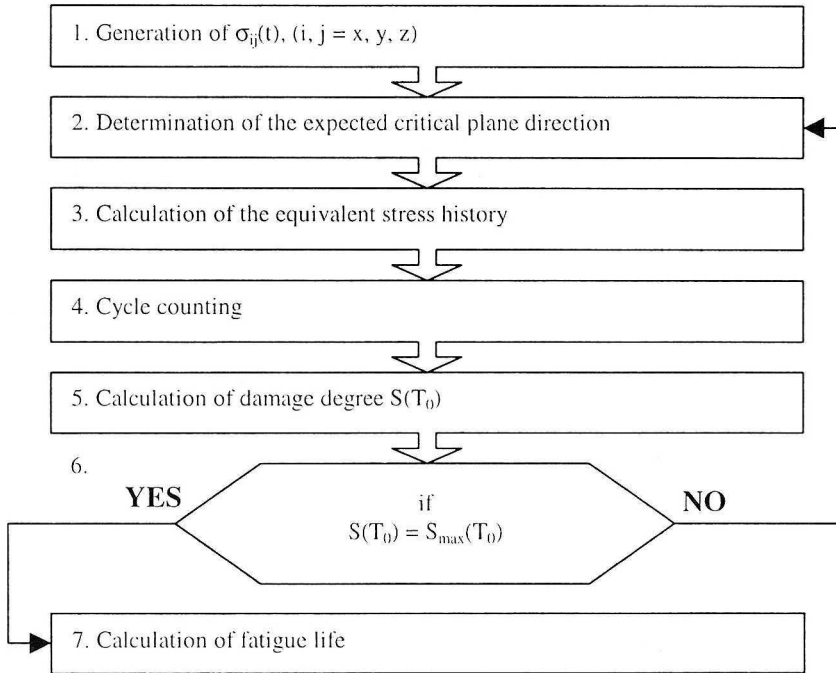 1. Generation of σij(t), (i, j = x, y, z)
2. Determination of the expected critical plane direction
3. Calculation of the equivalent stress history
4. Cycle counting
5. Calculation of damage degree S(T0)
6.
YES
NO
if
S(T0) = Smax(T0)
7. Calculation of fatigue life